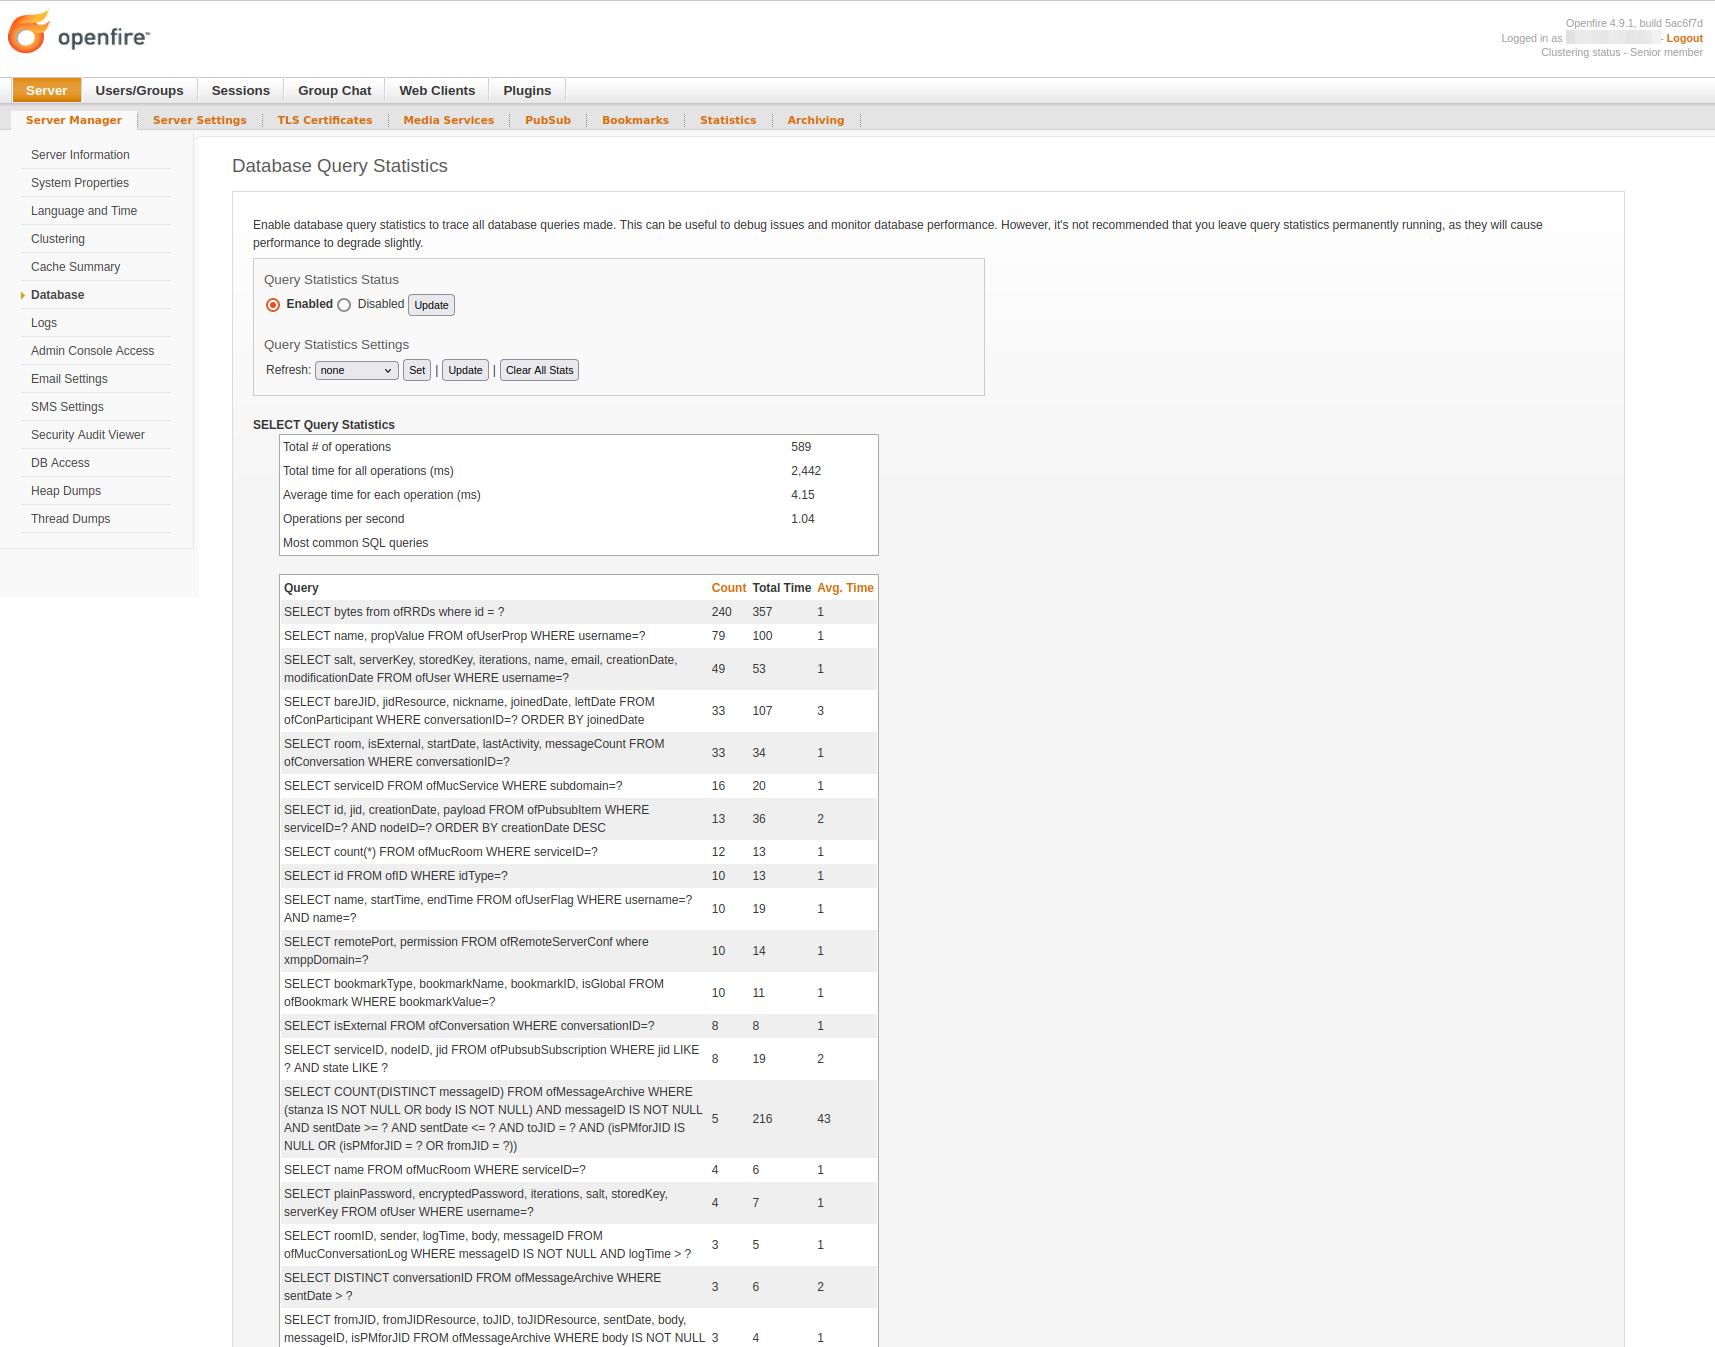 openfire™
Openfire 4.9.1, build 5ac6f7d
Logged in as - Logout
Clustering status - Senior member
Server Users/Groups Sessions Group Chat Web Clients Plugins
Server Manager Server Settings TLS Certificates Media Services PubSub Bookmarks Statistics Archiving
Server Information
System Properties
Language and Time
Clustering
Cache Summary
Database
Logs
Admin Console Access
Email Settings
SMS Settings
Security Audit Viewer
DB Access
Heap Dumps
Thread Dumps
Database Query Statistics
Enable database query statistics to trace all database queries made. This can be useful to debug issues and monitor database performance. However, it's not recommended that you leave query statistics permanently running, as they will cause
performance to degrade slightly.
Query Statistics Status
Enabled Disabled Update
Query Statistics Settings
Refresh: none Set | Update | Clear All Stats
SELECT Query Statistics
Total # of operations 589
Total time for all operations (ms) 2,442
Average time for each operation (ms) 4.15
Operations per second 1.04
Most common SQL queries
Query Count Total Time Avg. Time
SELECT bytes from ofRRDs where id = ? 240 357 1
SELECT name, propValue FROM ofUserProp WHERE username=? 79 100 1
SELECT salt, serverKey, storedKey, iterations, name, email, creationDate,
modificationDate FROM ofUser WHERE username=? 49 53 1
SELECT bareJID, jidResource, nickname, joinedDate, leftDate FROM
ofConParticipant WHERE conversationID=? ORDER BY joinedDate 33 107 3
SELECT room, isExternal, startDate, lastActivity, messageCount FROM
ofConversation WHERE conversationID=? 33 34 1
SELECT serviceID FROM ofMucService WHERE subdomain=? 16 20 1
SELECT id, jid, creationDate, payload FROM ofPubsubItem WHERE
serviceID=? AND nodeID=? ORDER BY creationDate DESC 13 36 2
SELECT count(*) FROM ofMucRoom WHERE serviceID=? 12 13 1
SELECT id FROM ofID WHERE idType=? 10 13 1
SELECT name, startTime, endTime FROM ofUserFlag WHERE username=?
AND name=? 10 19 1
SELECT remotePort, permission FROM ofRemoteServerConf where
xmppDomain=? 10 14 1
SELECT bookmarkType, bookmarkName, bookmarkID, isGlobal FROM
ofBookmark WHERE bookmarkValue=? 10 11 1
SELECT isExternal FROM ofConversation WHERE conversationID=? 8 8 1
SELECT serviceID, nodeID, jid FROM ofPubsubSubscription WHERE jid LIKE
? AND state LIKE ? 8 19 2
SELECT COUNT(DISTINCT messageID) FROM ofMessageArchive WHERE
(stanza IS NOT NULL OR body IS NOT NULL) AND messageID IS NOT NULL
AND sentDate >= ? AND sentDate <= ? AND toJID = ? AND (isPMforJID IS
NULL OR (isPMforJID = ? OR fromJID = ?)) 5 216 43
SELECT name FROM ofMucRoom WHERE serviceID=? 4 6 1
SELECT plainPassword, encryptedPassword, iterations, salt, storedKey,
serverKey FROM ofUser WHERE username=? 4 7 1
SELECT roomID, sender, logTime, body, messageID FROM
ofMucConversationLog WHERE messageID IS NOT NULL AND logTime > ? 3 5 1
SELECT DISTINCT conversationID FROM ofMessageArchive WHERE
sentDate > ? 3 6 2
SELECT fromJID, fromJIDResource, toJID, toJIDResource, sentDate, body,
messageID, isPMforJID FROM ofMessageArchive WHERE body IS NOT NULL 3 4 1